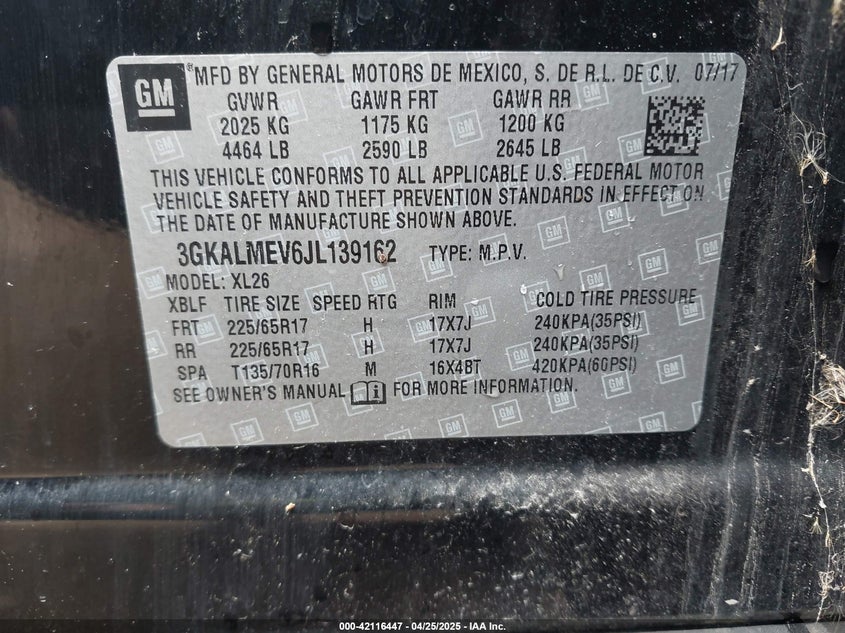 GM ® MFD BY GENERAL MOTORS DE MEXICO, S. DE R.L. DE C.V. 07/17
GVWR GAWR FRT GAWR RR
2025 KG 1175 KG 1200 KG
4464 LB 2590 LB 2645 LB
THIS VEHICLE CONFORMS TO ALL APPLICABLE U.S. FEDERAL MOTOR
VEHICLE SAFETY AND THEFT PREVENTION STANDARDS IN EFFECT ON
THE DATE OF MANUFACTURE SHOWN ABOVE.
3GKALMEV6JL139162 TYPE: M.P.V.
MODEL: XL26
XBLF TIRE SIZE SPEED RTG RIM COLD TIRE PRESSURE
FRT 225/65R17 H 17X7J 240KPA(35PSI)
RR 225/65R17 H 17X7J 240KPA(35PSI)
SPA T135/70R16 M 16X4BT 420KPA(60PSI)
SEE OWNER'S MANUAL FOR MORE INFORMATION.
000-42116447 - 04/25/2025 - IAA Inc.